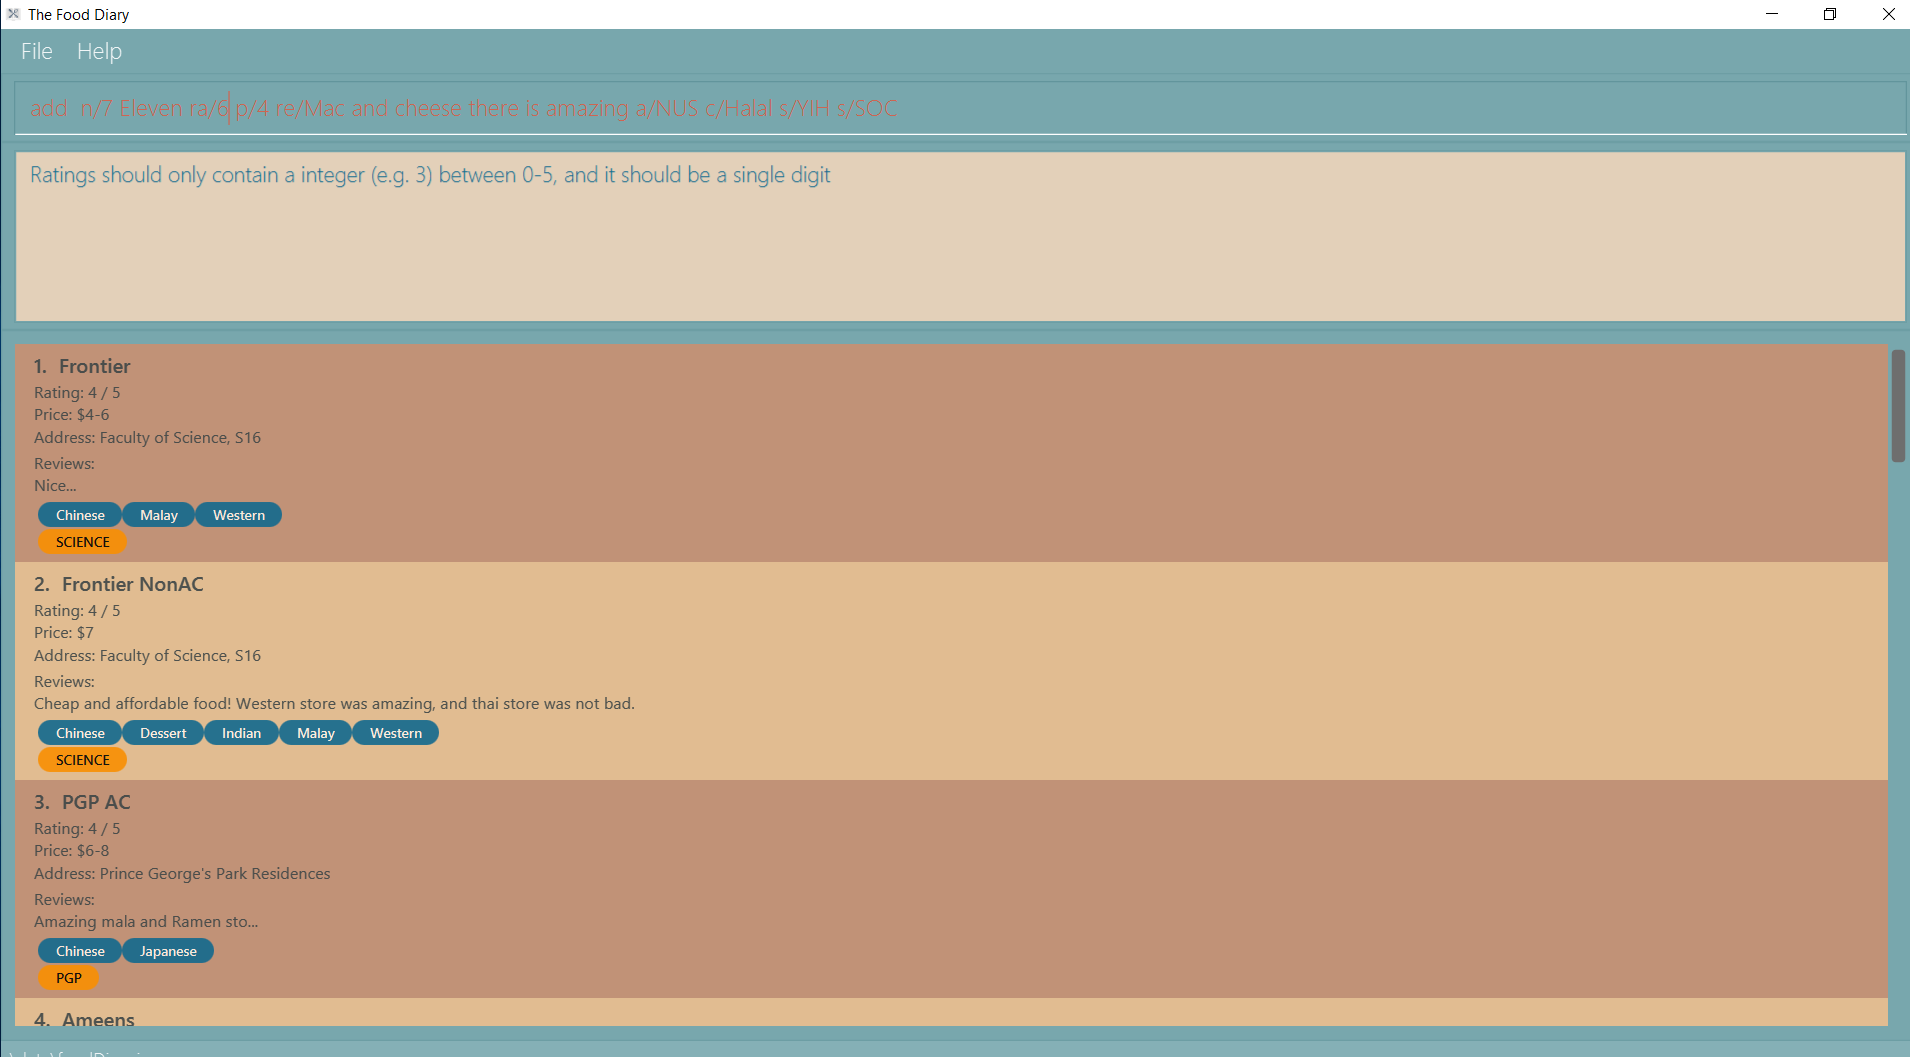 The Food Diary
File Help
add  n/7 Eleven ra/6 p/4 re/Mac and cheese there is amazing a/NUS c/Halal s/YIH s/SOC
Ratings should only contain a integer (e.g. 3) between 0-5, and it should be a single digit
1. Frontier
Rating: 4 / 5
Price: $4-6
Address: Faculty of Science, S16
Reviews:
Nice...
Chinese Malay Western
SCIENCE
2. Frontier NonAC
Rating: 4 / 5
Price: $7
Address: Faculty of Science, S16
Reviews:
Cheap and affordable food! Western store was amazing, and thai store was not bad.
Chinese Dessert Indian Malay Western
SCIENCE
3. PGP AC
Rating: 4 / 5
Price: $6-8
Address: Prince George's Park Residences
Reviews:
Amazing mala and Ramen sto...
Chinese Japanese
PGP
4. Ameens